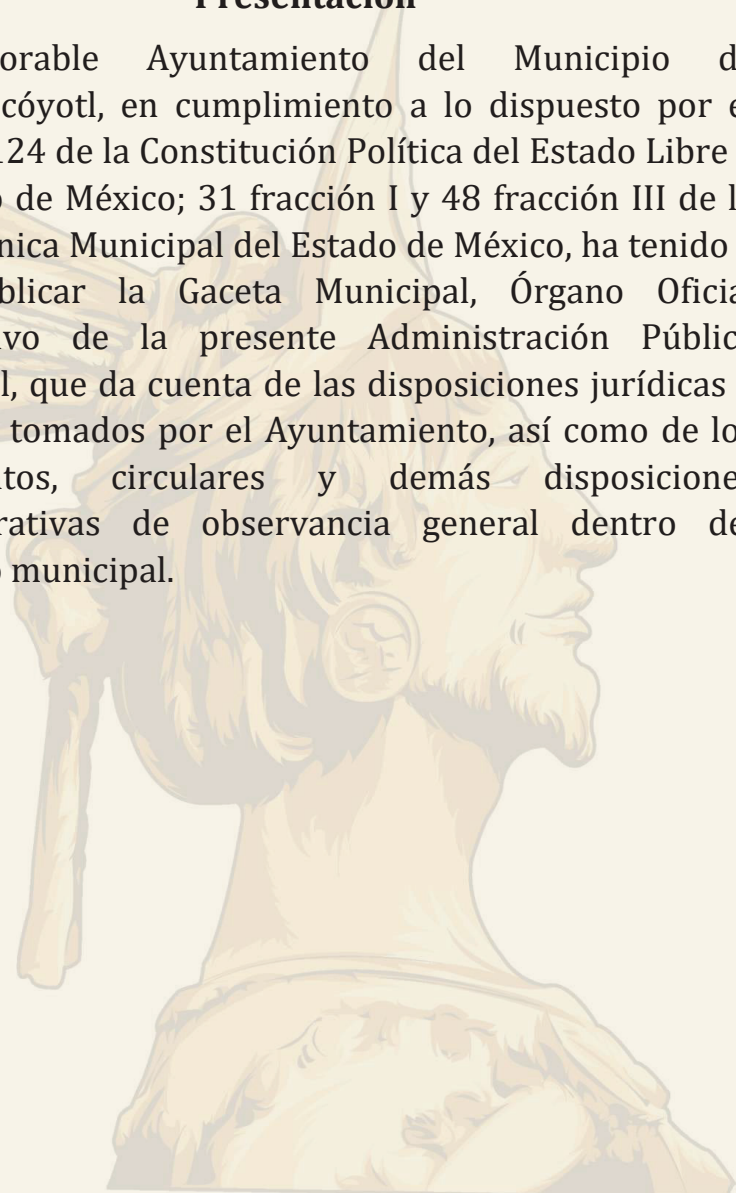 Presentación
orable Ayuntamiento del Municipio d
cóyotl, en cumplimiento a lo dispuesto por e
124 de la Constitución Política del Estado Libre
o de México; 31 fracción I y 48 fracción III de l
nica Municipal del Estado de México, ha tenido
blicar la Gaceta Municipal, Órgano Oficia
vo de la presente Administración Públic
l, que da cuenta de las disposiciones jurídicas
tomados por el Ayuntamiento, así como de lo
tos, circulares y demás disposicione
rativas de observancia general dentro de
o municipal.